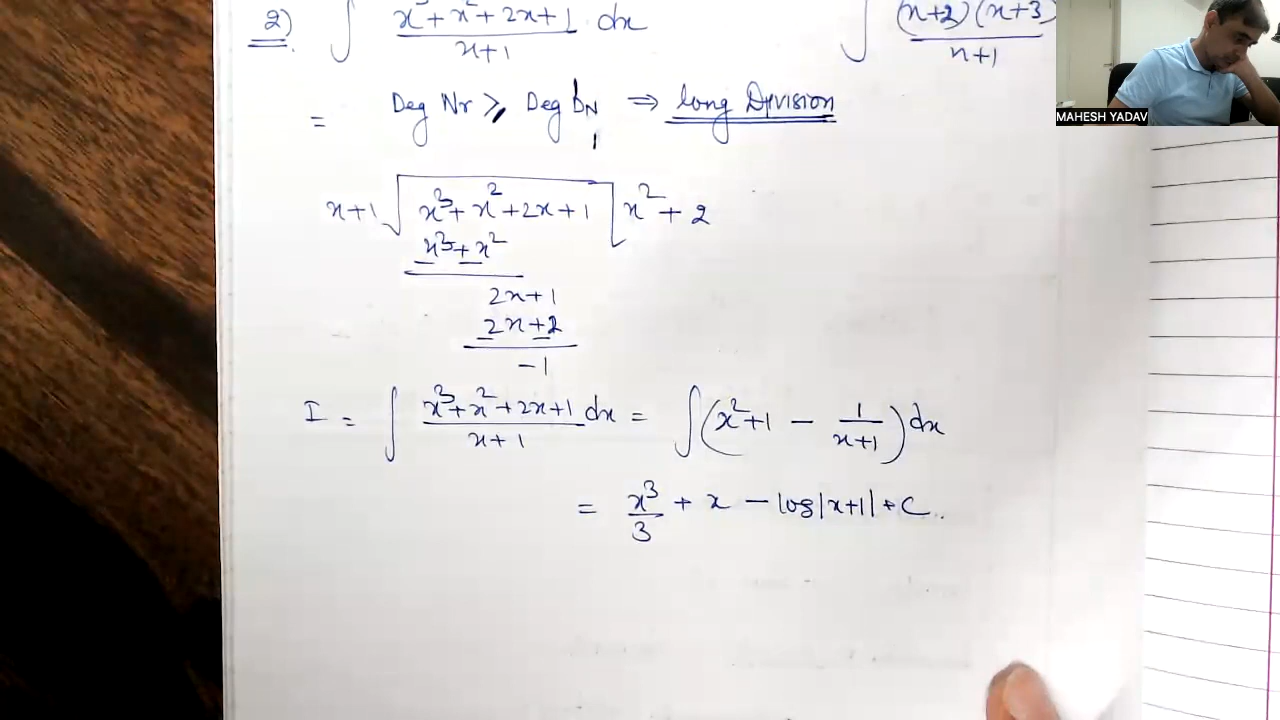 2) ∫ x³+x²+2x+1 / x+1 dx ∫ (x+2)(x+3) / x+1
MAHESH YADAV
= Deg Nr ⩾ Deg DN ⇒ long Division
1
x+1 √ x³+x²+2x+1 | x²+2
x³+x²
2x+1
2x+2
-1
I = ∫ x³+x²+2x+1 / x+1 dx = ∫(x²+1 - 1/x+1) dx
= x³/3 + x - log|x+1| + C..